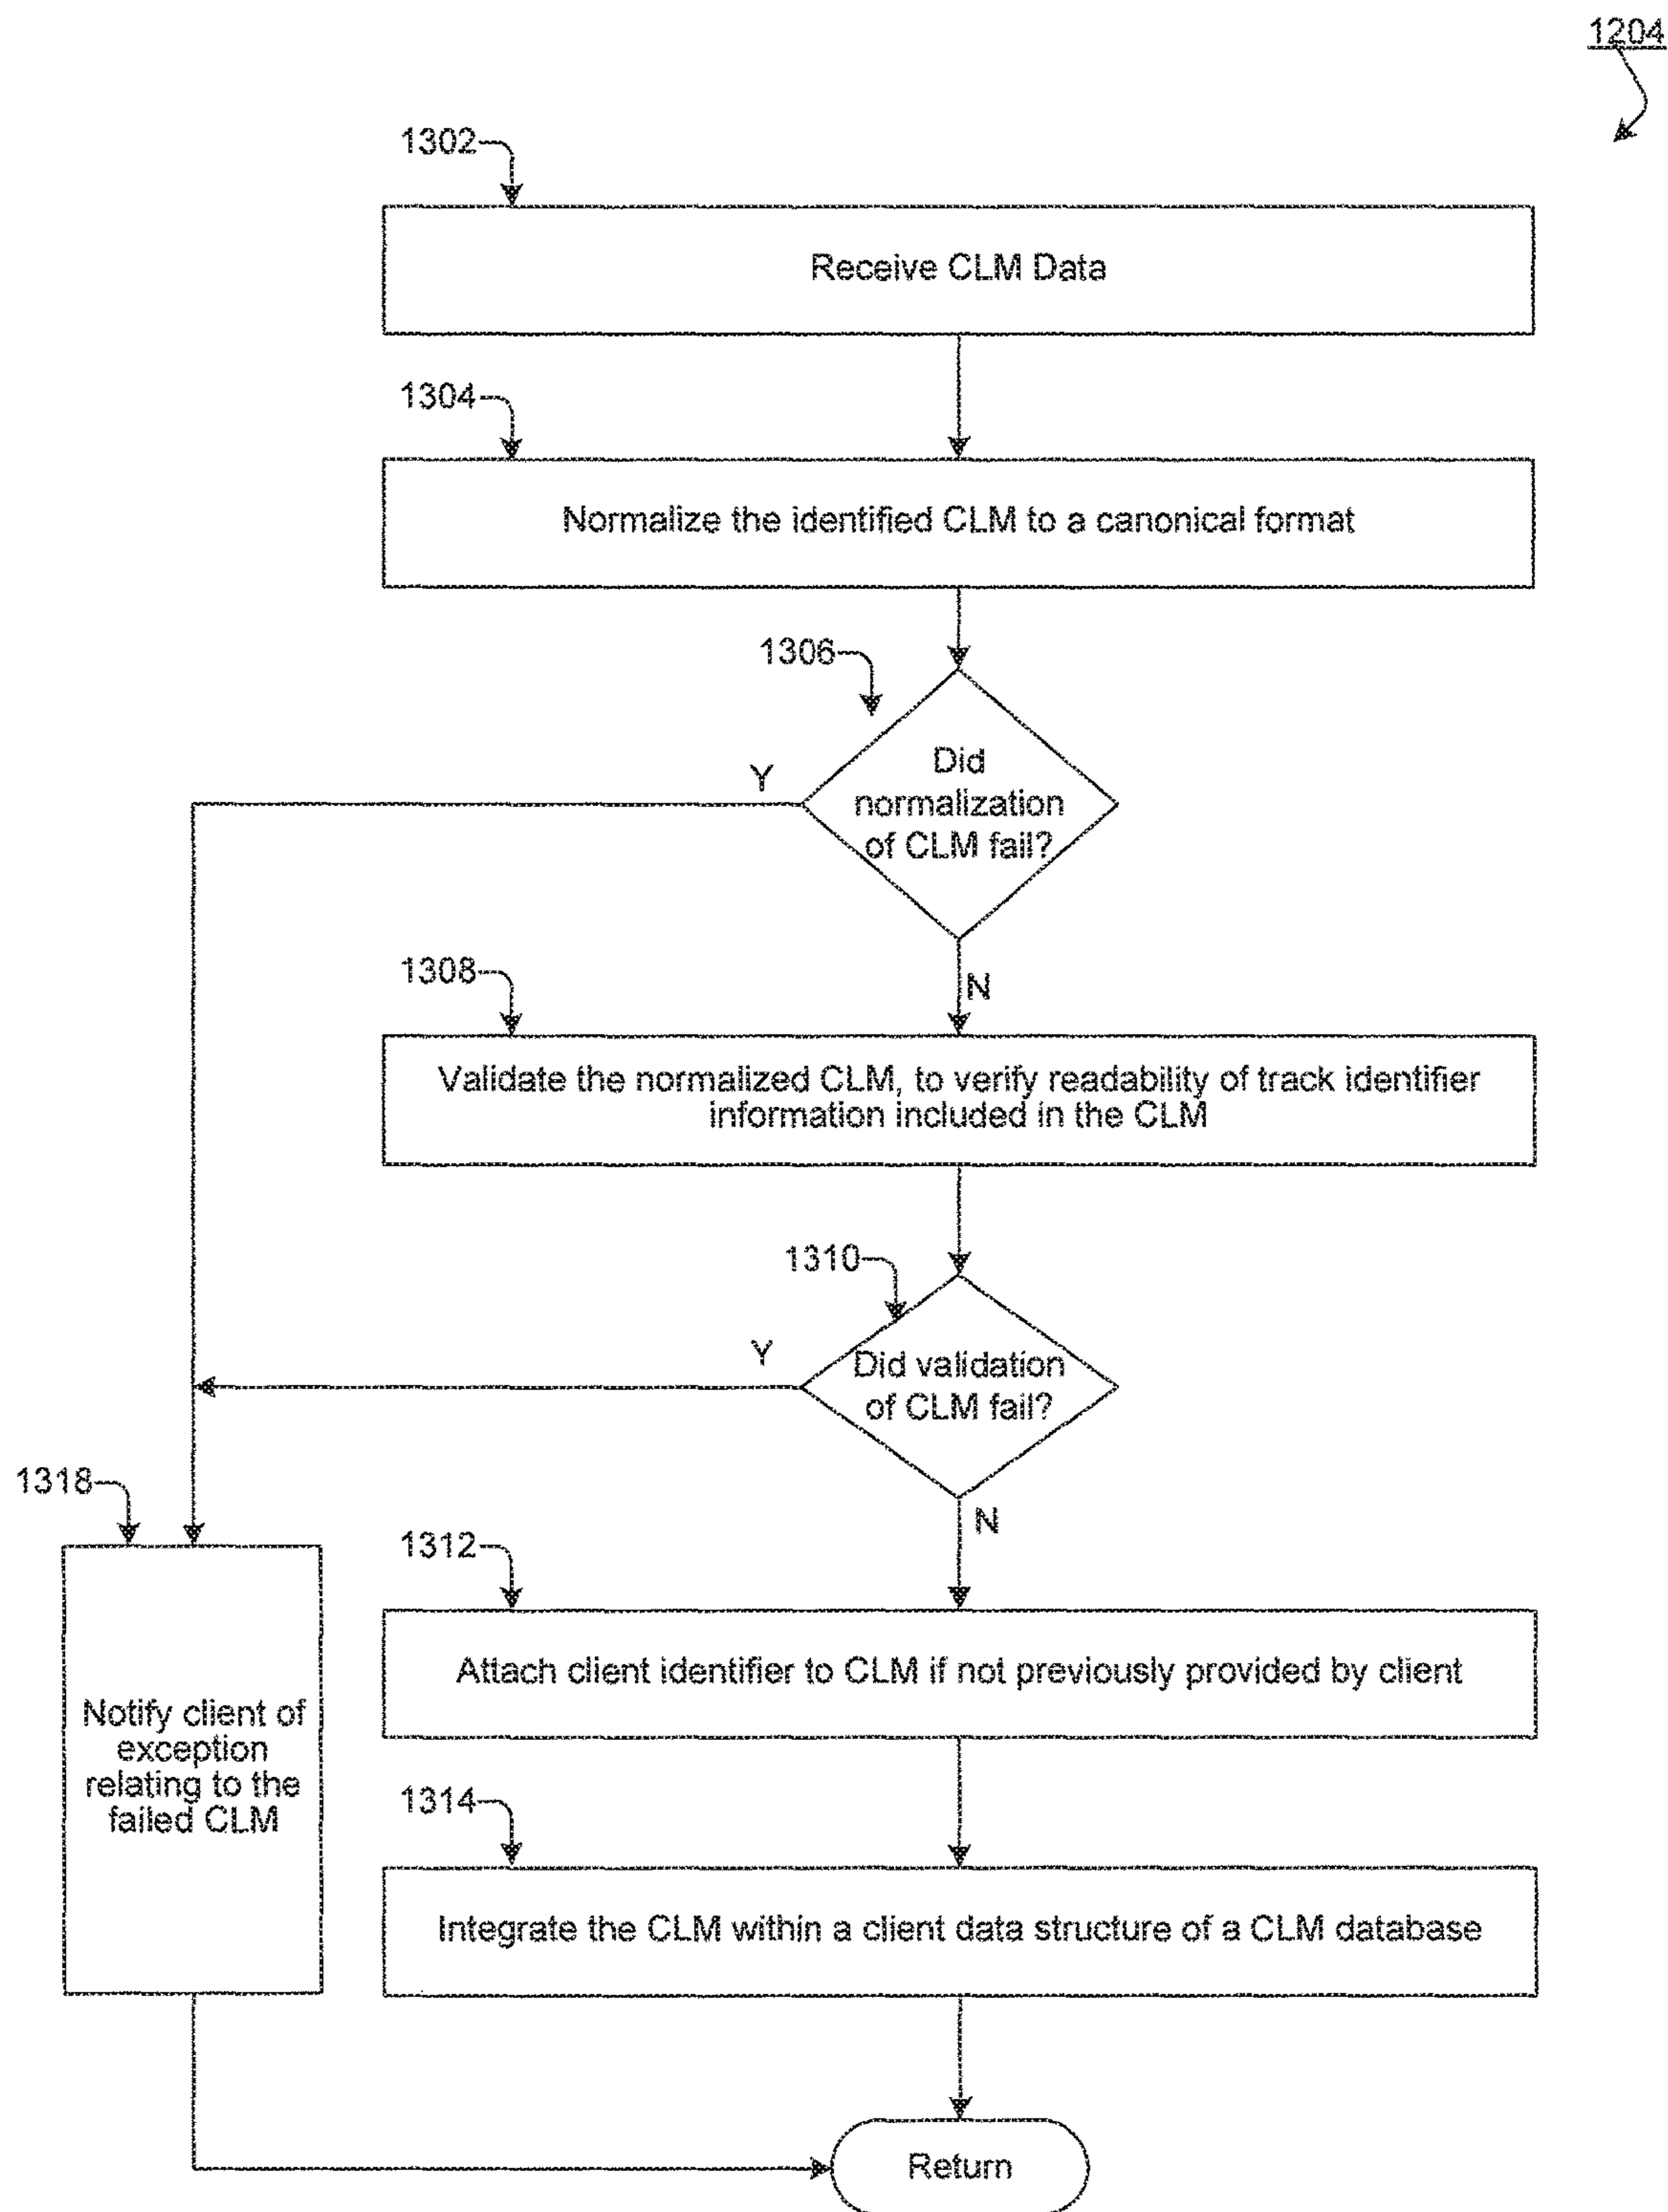 1204
1302
Receive CLM Data
1304
Normalize the identified CLM to a canonical format
1306
Did
normalization
of CLM fail?
Y
N
1308
Validate the normalized CLM, to verify readability of track identifier
information included in the CLM
1310
Did validation
of CLM fail?
Y
N
1318
Notify client of
exception
relating to the
failed CLM
1312
Attach client identifier to CLM if not previously provided by client
1314
Integrate the CLM within a client data structure of a CLM database
Return